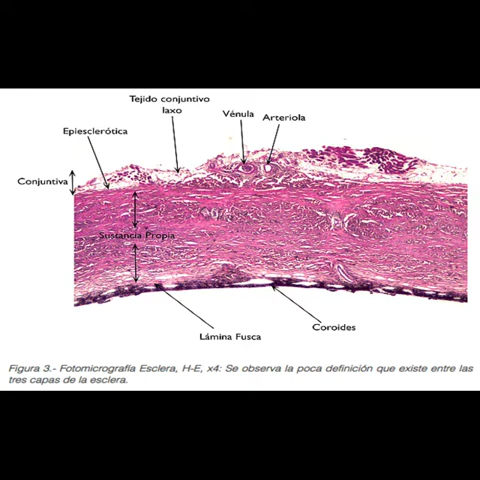 Tejido conjuntivo
laxo
Vénula
Arteriola
Epiesclerótica
Conjuntiva
Sustancia Propia
Lámina Fusca
Coroides
Figura 3.- Fotomicrografía Esclera, H-E, x4: Se observa la poca definición que existe entre las
tres capas de la esclera.